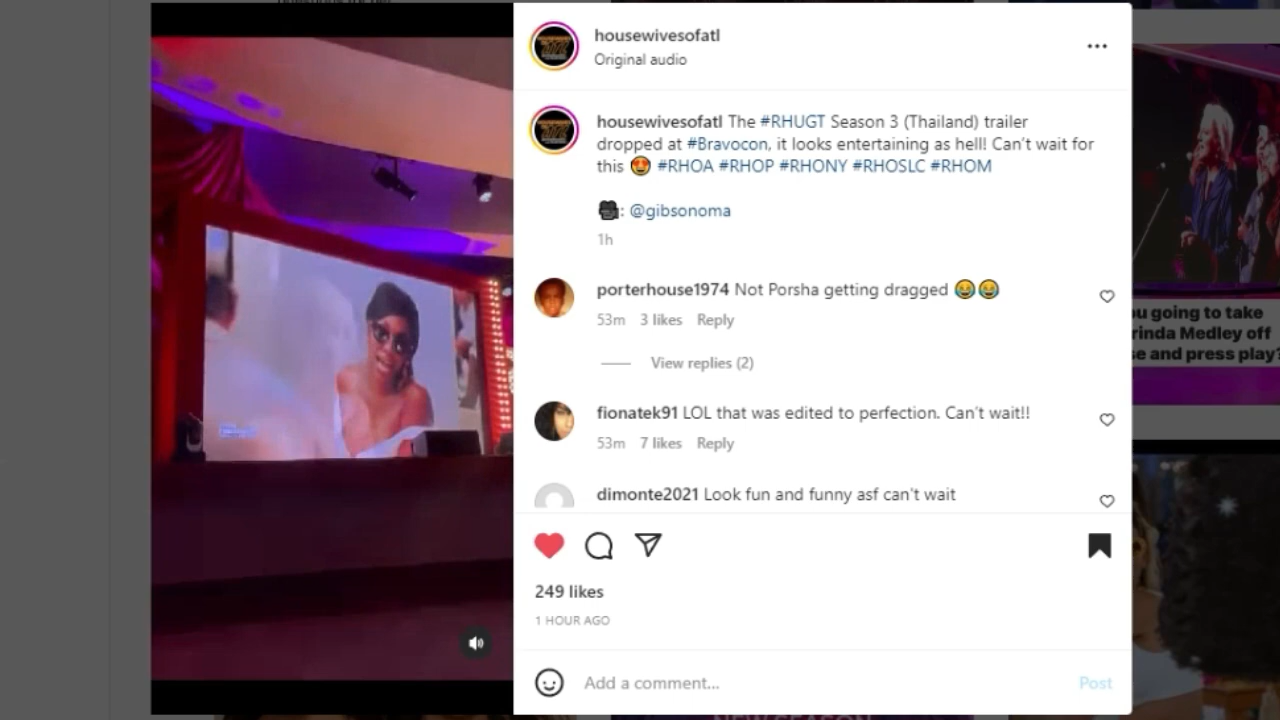 housewivesofatl
Original audio
housewivesofatl The #RHUGT Season 3 (Thailand) trailer
dropped at #Bravocon, it looks entertaining as hell! Can't wait for
this 😍 #RHOA #RHOP #RHONY #RHOSLC #RHOM
🎥: @gibsonoma
1h
porterhouse1974 Not Porsha getting dragged 😂😂
53m 3 likes Reply
View replies (2)
fionatek91 LOL that was edited to perfection. Can't wait!!
53m 7 likes Reply
dimonte2021 Look fun and funny asf can't wait
249 likes
1 HOUR AGO
Add a comment...
Post
going to take
Medley off
and press play?
NEW SEASON